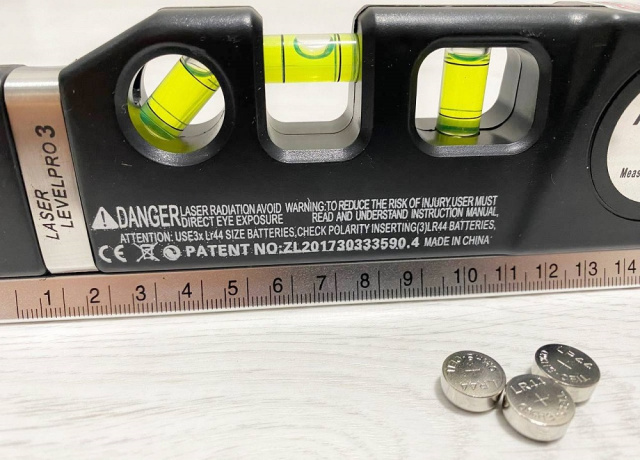 LASER
LEVELPRO 3
DANGER LASER RADIATION AVOID
DIRECT EYE EXPOSURE
WARNING:TO REDUCE THE RISK OF INJURY,USER MUST
READ AND UNDERSTAND INSTRUCTION MANUAL,
ATTENTION: USE3x Lr44 SIZE BATTERIES,CHECK POLARITY INSERTING(3)LR44 BATTERIES,
CE PATENT NO:ZL201730333590.4 MADE IN CHINA
Meas
1 2 3 4 5 6 7 8 9 10 11 12 13 14
LR44
LR44